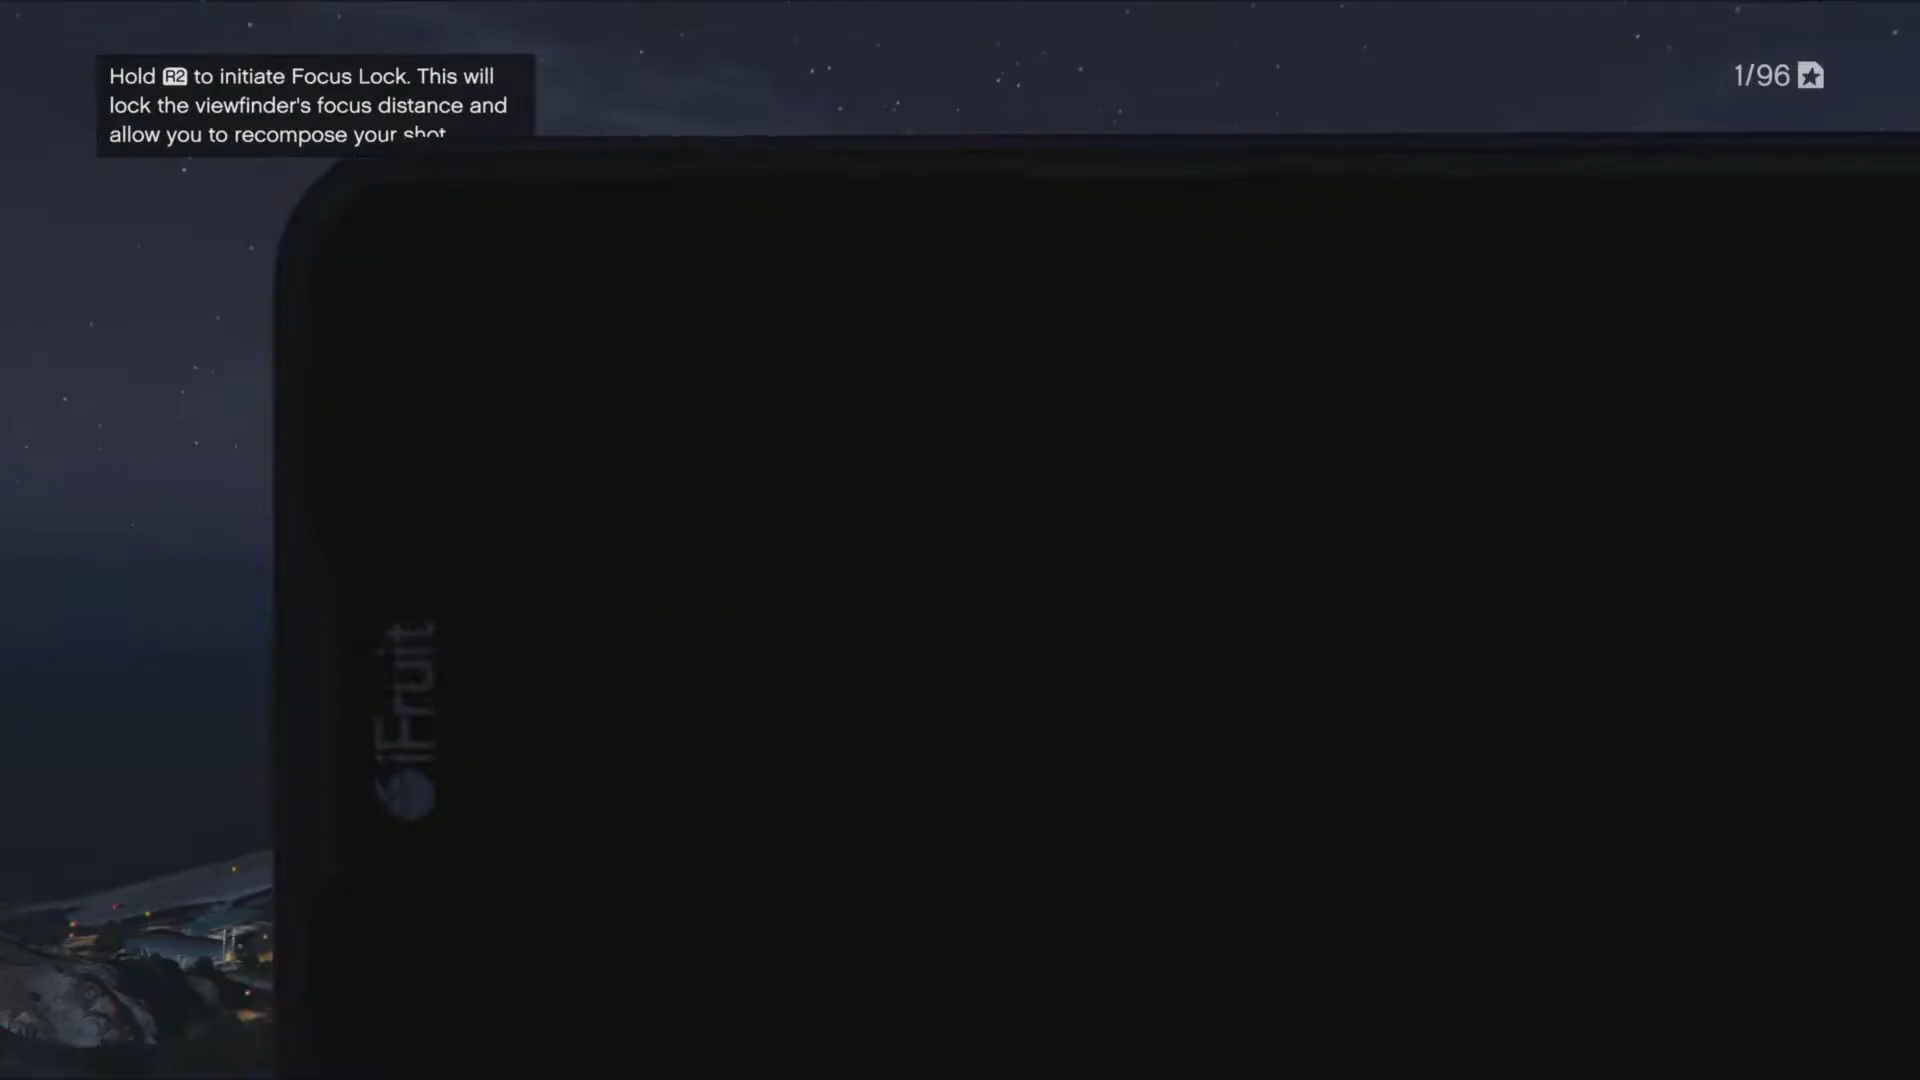 Hold R2 to initiate Focus Lock. This will
lock the viewfinder's focus distance and
allow you to recompose your shot
1/96
iFruit